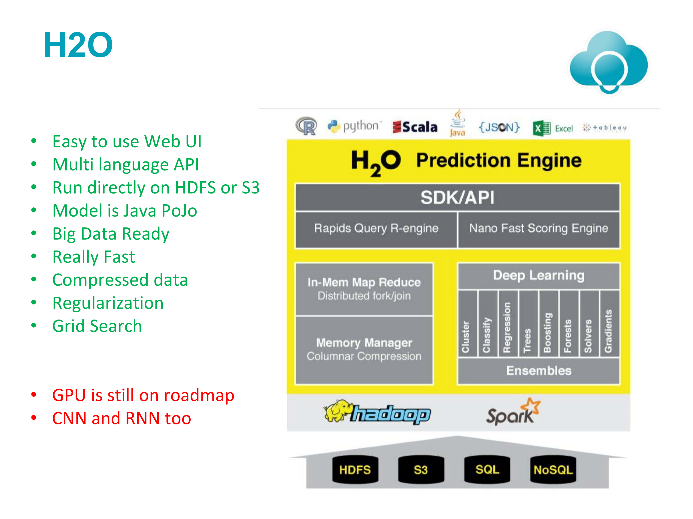 H2O
• Easy to use Web UI
• Multi language API
• Run directly on HDFS or S3
• Model is Java PoJo
• Big Data Ready
• Really Fast
• Compressed data
• Regularization
• Grid Search
• GPU is still on roadmap
• CNN and RNN too
R python Scala Java {JSON} Excel +ableau
H₂O Prediction Engine
SDK/API
Rapids Query R-engine
Nano Fast Scoring Engine
In-Mem Map Reduce
Distributed fork/join
Memory Manager
Columnar Compression
Deep Learning
Cluster
Classify
Regression
Trees
Boosting
Forests
Solvers
Gradients
Ensembles
hadoop
Spark
HDFS
S3
SQL
NoSQL